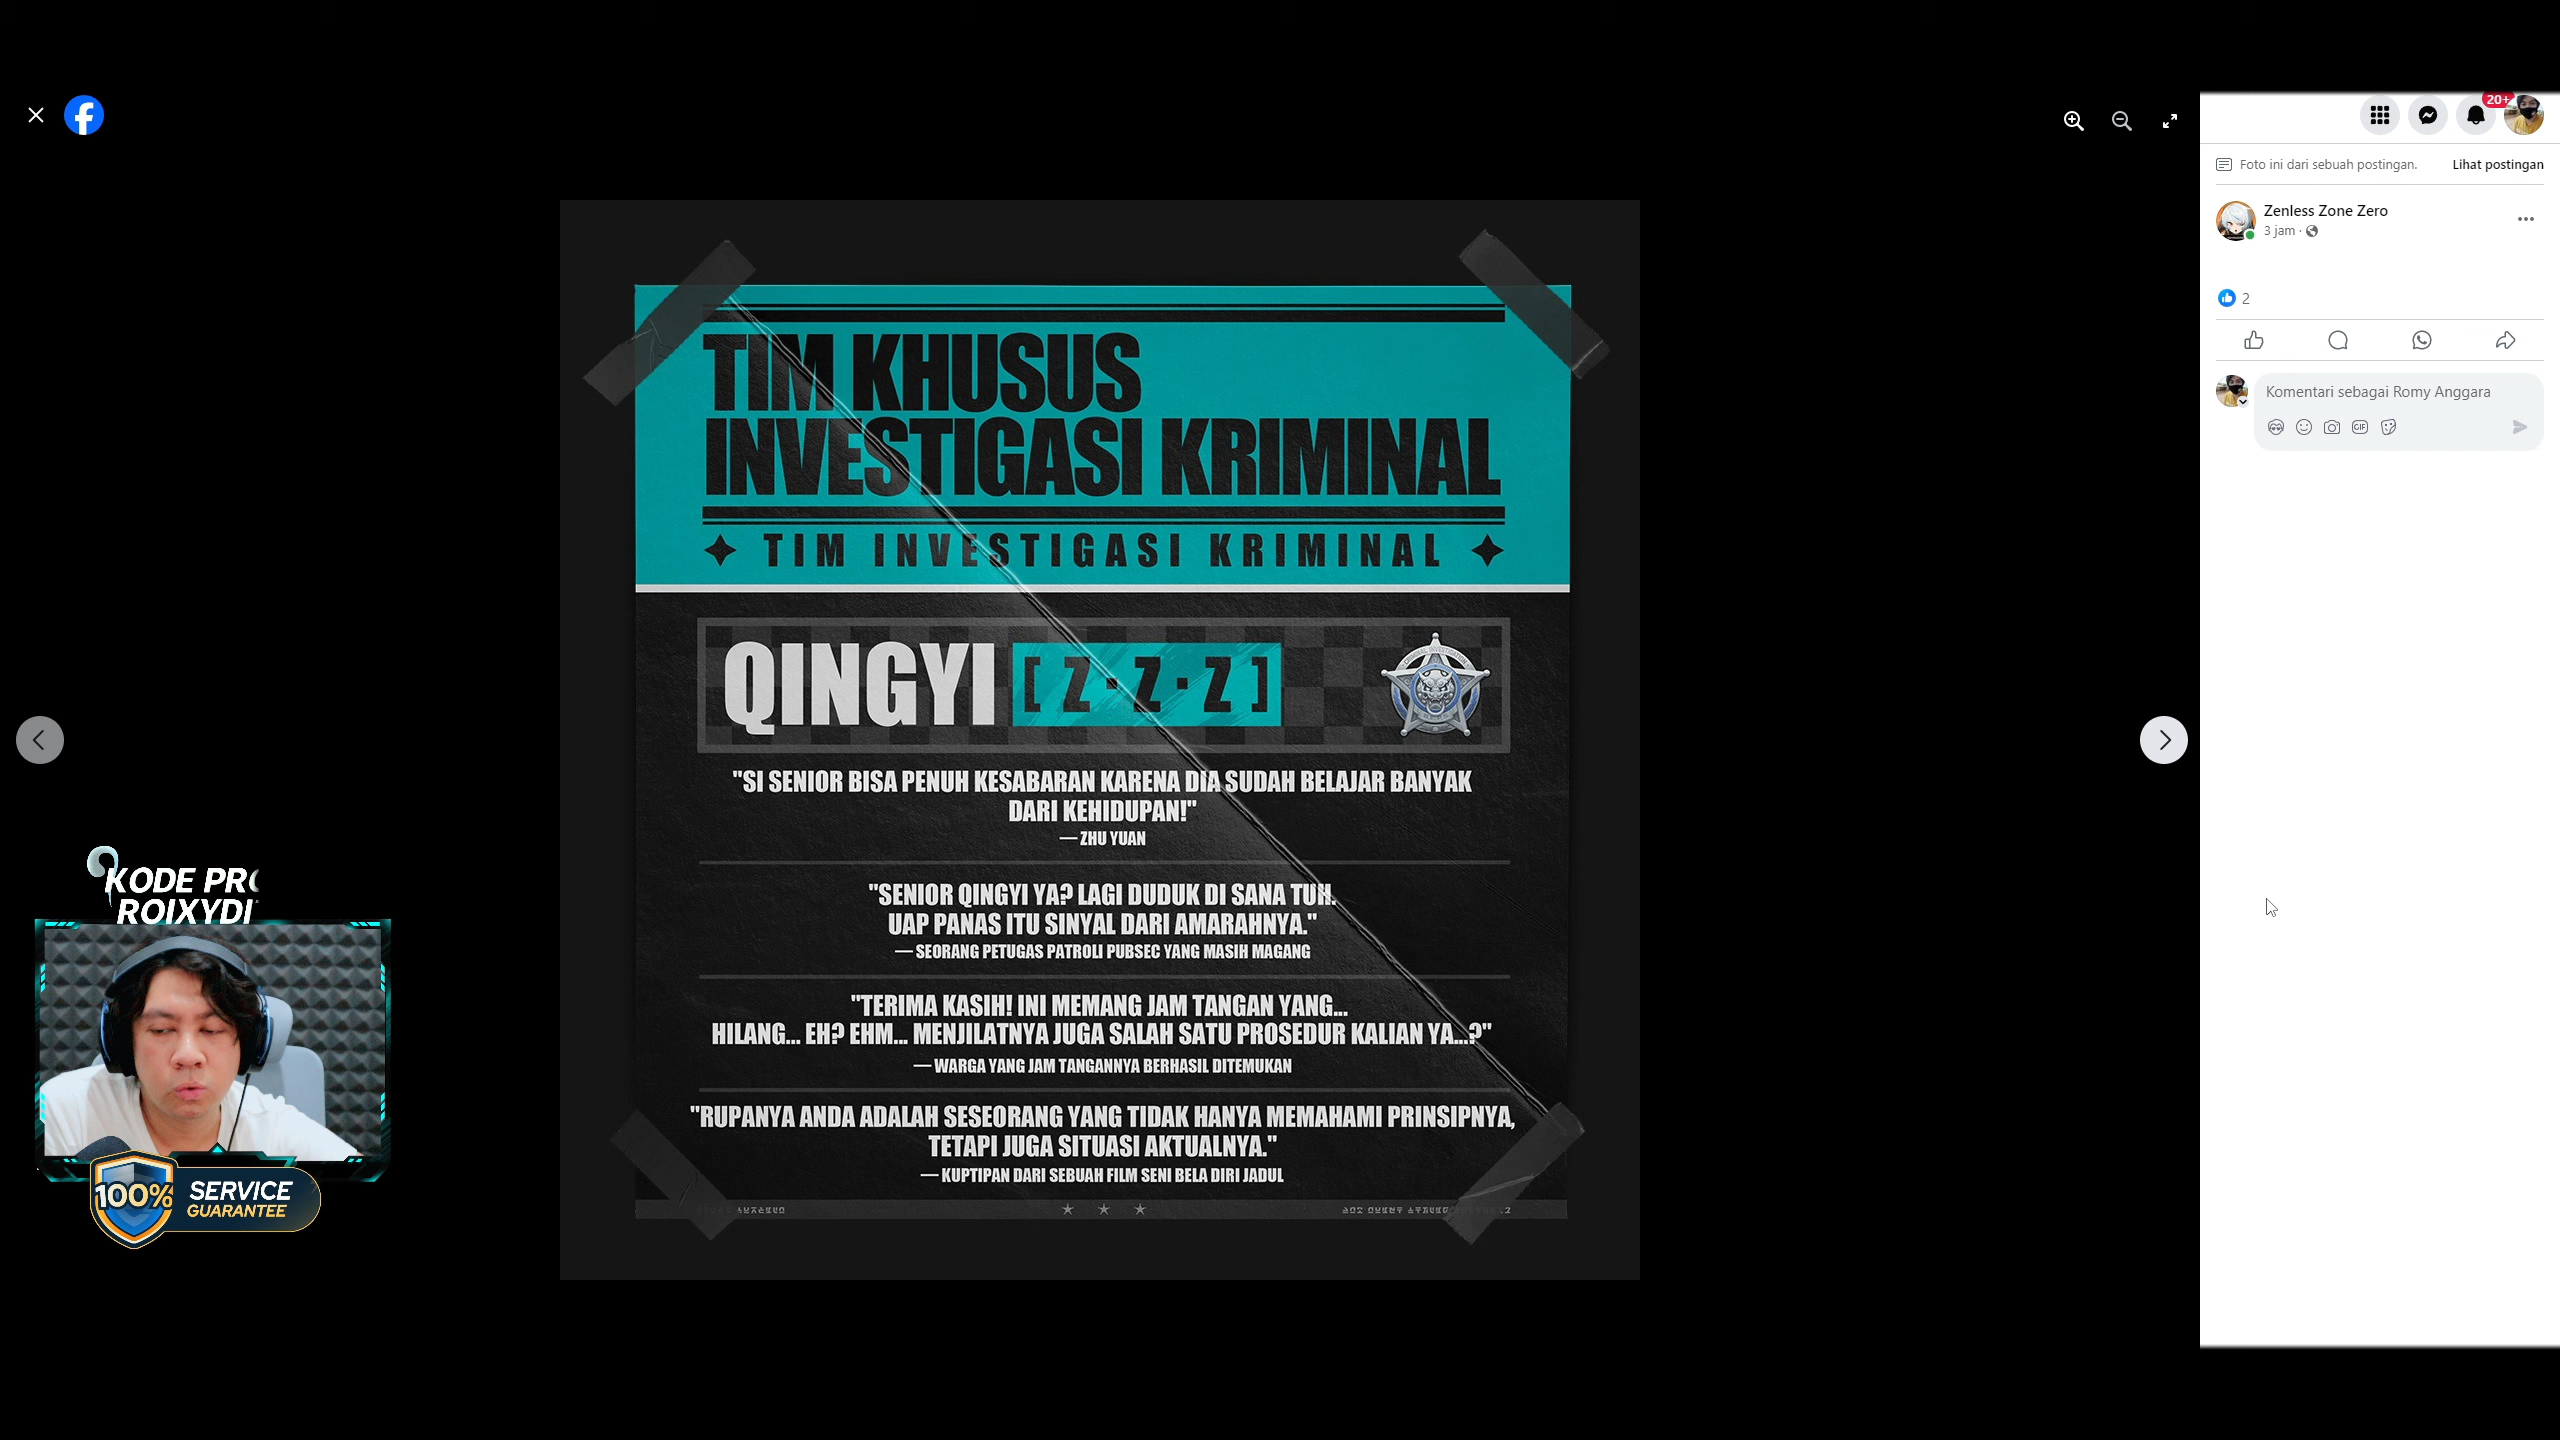 20+
Foto ini dari sebuah postingan. Lihat postingan
Zenless Zone Zero
3 jam ·
2
Komentari sebagai Romy Anggara
GIF
TIM KHUSUS
INVESTIGASI KRIMINAL
TIM INVESTIGASI KRIMINAL
QINGYI [Z·Z·Z]
"SI SENIOR BISA PENUH KESABARAN KARENA DIA SUDAH BELAJAR BANYAK
DARI KEHIDUPAN!"
— ZHU YUAN
"SENIOR QINGYI YA? LAGI DUDUK DI SANA TUH.
UAP PANAS ITU SINYAL DARI AMARAHNYA."
— SEORANG PETUGAS PATROLI PUBSEC YANG MASIH MAGANG
"TERIMA KASIH! INI MEMANG JAM TANGAN YANG...
HILANG... EH? EHM... MENJILATNYA JUGA SALAH SATU PROSEDUR KALIAN YA...?"
— WARGA YANG JAM TANGANNYA BERHASIL DITEMUKAN
"RUPANYA ANDA ADALAH SESEORANG YANG TIDAK HANYA MEMAHAMI PRINSIPNYA,
TETAPI JUGA SITUASI AKTUALNYA."
— KUPTIPAN DARI SEBUAH FILM SENI BELA DIRI JADUL
KODE PR
ROIXYDI
100% SERVICE
GUARANTEE